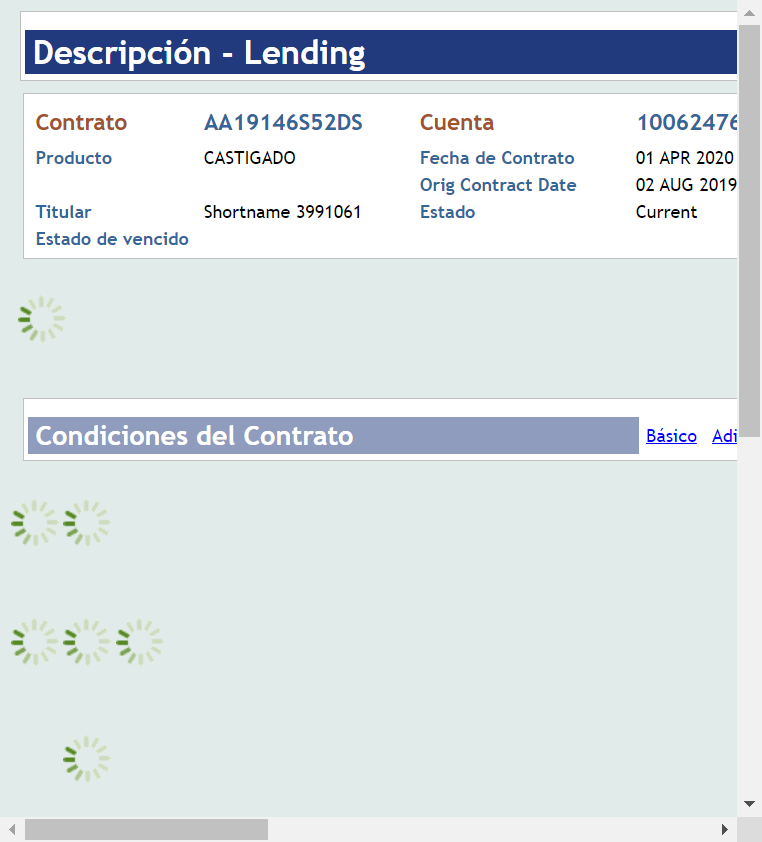 Descripción - Lending
Contrato AA19146S52DS Cuenta 10062476
Producto CASTIGADO Fecha de Contrato 01 APR 2020
Orig Contract Date 02 AUG 2019
Titular Shortname 3991061 Estado Current
Estado de vencido
Condiciones del Contrato Básico Adi